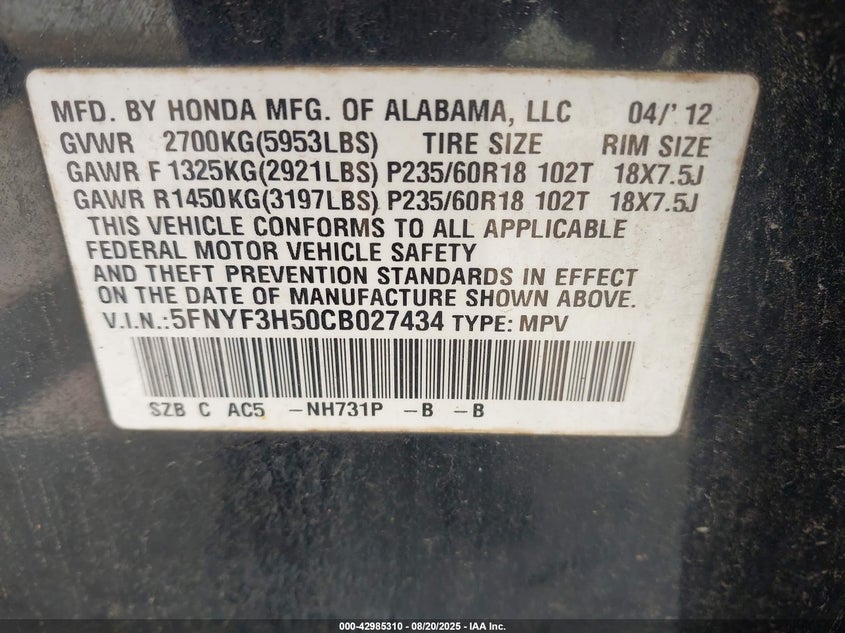 MFD. BY HONDA MFG. OF ALABAMA, LLC 04/'12
GVWR 2700KG(5953LBS) TIRE SIZE RIM SIZE
GAWR F1325KG(2921LBS) P235/60R18 102T 18X7.5J
GAWR R1450KG(3197LBS) P235/60R18 102T 18X7.5J
THIS VEHICLE CONFORMS TO ALL APPLICABLE
FEDERAL MOTOR VEHICLE SAFETY
AND THEFT PREVENTION STANDARDS IN EFFECT
ON THE DATE OF MANUFACTURE SHOWN ABOVE.
V.I.N.:5FNYF3H50CB027434 TYPE: MPV
SZB C AC5 -NH731P -B -B
000-42985310 - 08/20/2025 - IAA Inc.